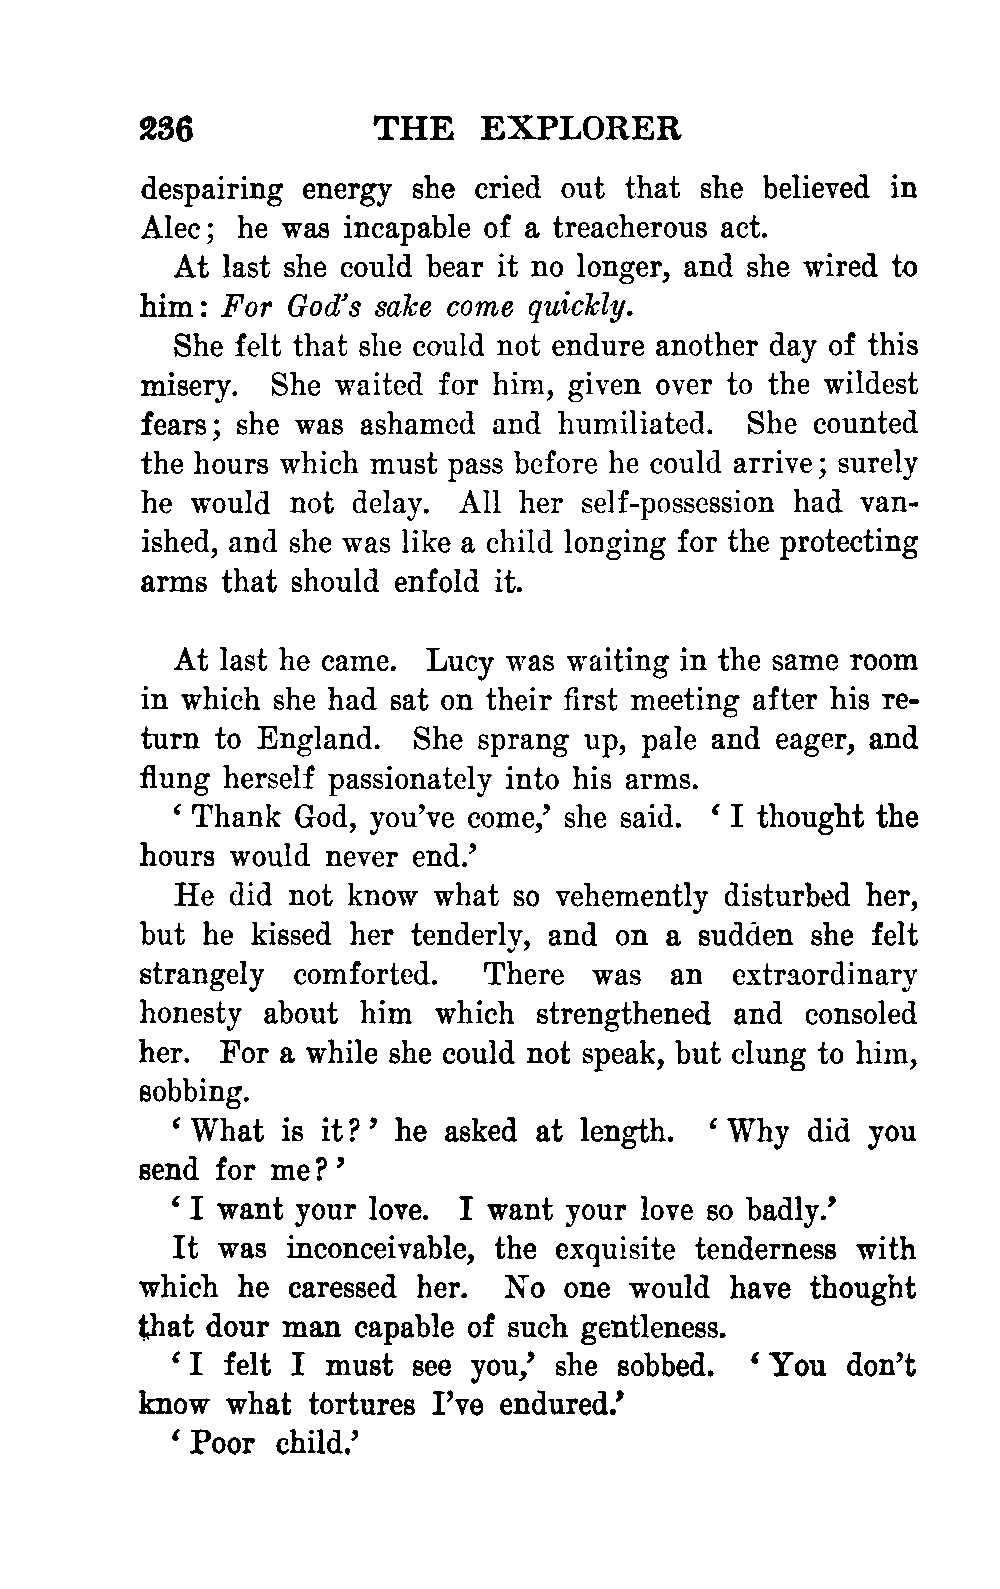 236 THE EXPLORER
despairing energy she cried out that she believed in
Alec; he was incapable of a treacherous act.
At last she could bear it no longer, and she wired to
him: For God's sake come quickly.
She felt that she could not endure another day of this
misery. She waited for him, given over to the wildest
fears; she was ashamed and humiliated. She counted
the hours which must pass before he could arrive; surely
he would not delay. All her self-possession had van-
ished, and she was like a child longing for the protecting
arms that should enfold it.
At last he came. Lucy was waiting in the same room
in which she had sat on their first meeting after his re-
turn to England. She sprang up, pale and eager, and
flung herself passionately into his arms.
‘Thank God, you’ve come,’ she said. ‘I thought the
hours would never end.’
He did not know what so vehemently disturbed her,
but he kissed her tenderly, and on a sudden she felt
strangely comforted. There was an extraordinary
honesty about him which strengthened and consoled
her. For a while she could not speak, but clung to him,
sobbing.
‘What is it?’ he asked at length. ‘Why did you
send for me?’
‘I want your love. I want your love so badly.’
It was inconceivable, the exquisite tenderness with
which he caressed her. No one would have thought
that dour man capable of such gentleness.
‘I felt I must see you,’ she sobbed. ‘You don’t
know what tortures I’ve endured.’
‘Poor child.’